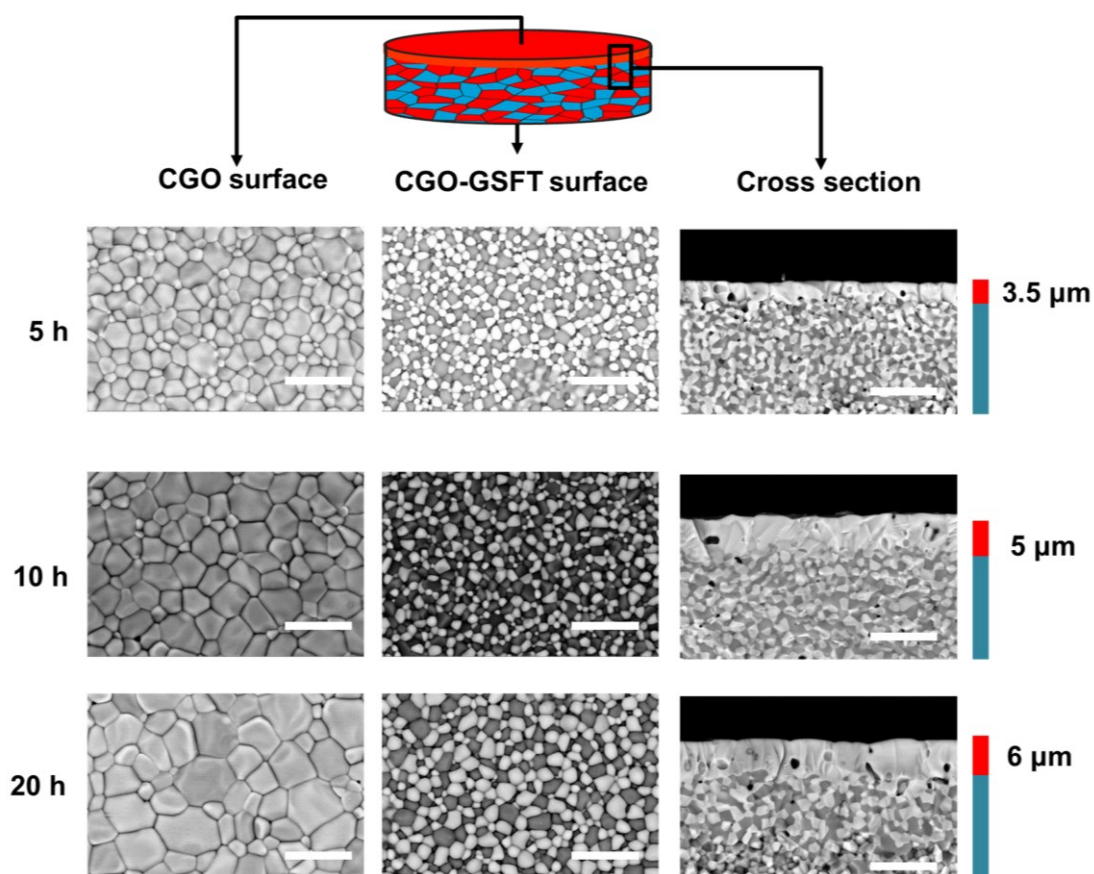 CGO surface
CGO-GSFT surface
Cross section
5 h
3.5 μm
10 h
5 μm
20 h
6 μm